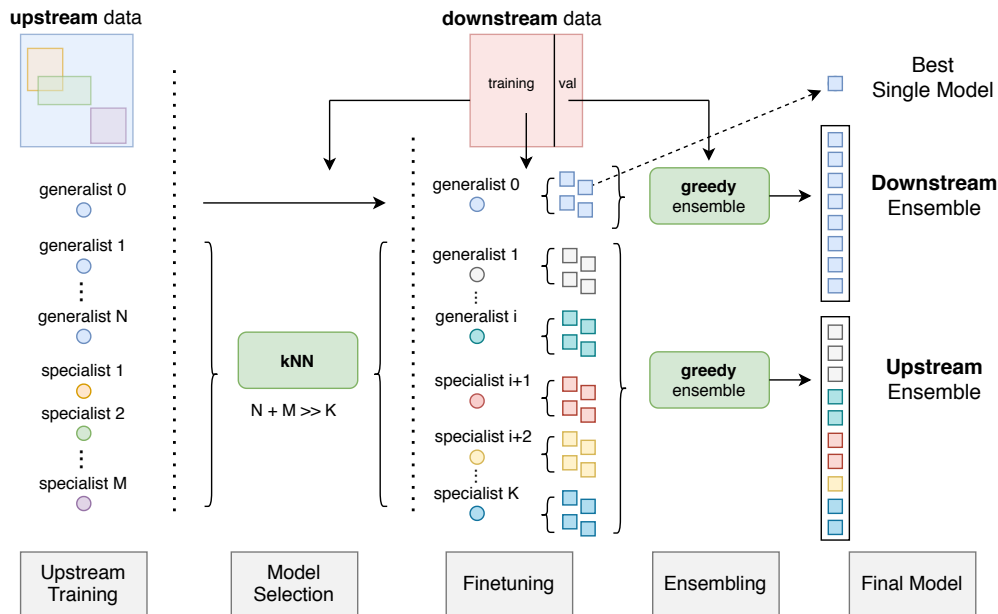 upstream data
downstream data
training
val
Best
Single Model
generalist 0
generalist 0
greedy
ensemble
Downstream
Ensemble
generalist 1
generalist N
specialist 1
specialist 2
specialist M
kNN
N + M >> K
generalist 1
generalist i
specialist i+1
specialist i+2
specialist K
greedy
ensemble
Upstream
Ensemble
Upstream
Training
Model
Selection
Finetuning
Ensembling
Final Model